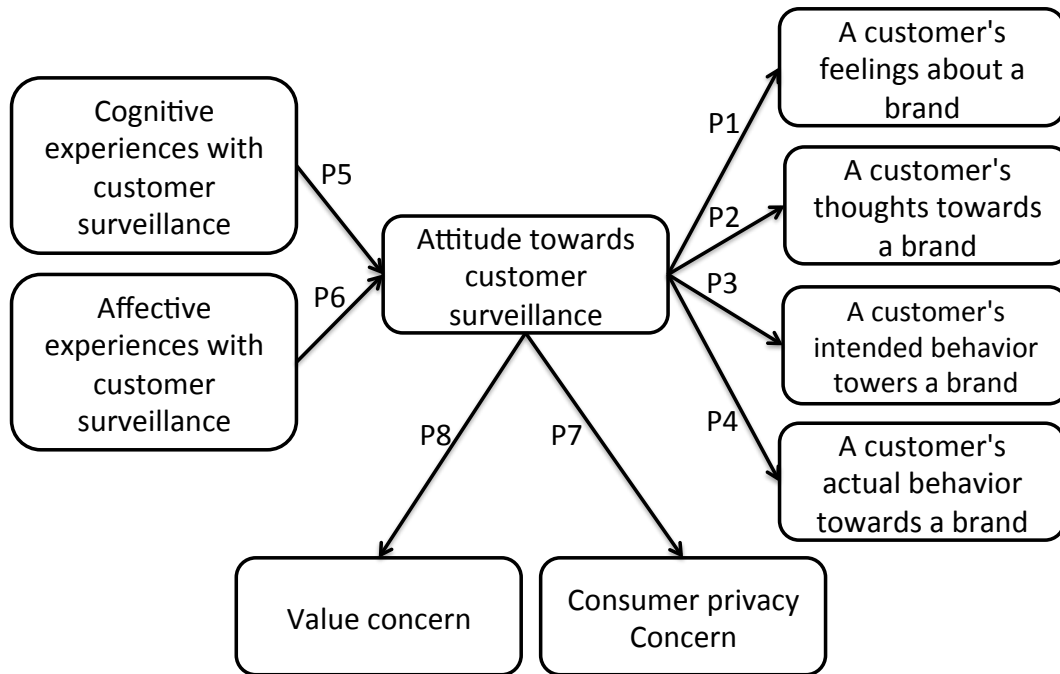 Cognitive
experiences with
customer
surveillance
Affective
experiences with
customer
surveillance
P5
P6
Attitude towards
customer
surveillance
P1
P2
P3
P4
A customer's
feelings about a
brand
A customer's
thoughts towards
a brand
A customer's
intended behavior
towers a brand
A customer's
actual behavior
towards a brand
P8
P7
Value concern
Consumer privacy
Concern